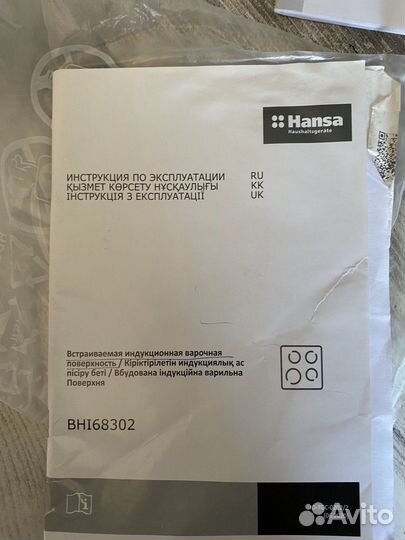 Hansa
Haushaltsgeräte
ИНСТРУКЦИЯ ПО ЭКСПЛУАТАЦИИ RU
ҚЫЗМЕТ КӨРСЕТУ НҰСҚАУЛЫҒЫ KK
ІНСТРУКЦІЯ З ЕКСПЛУАТАЦІЇ UK
Встраиваемая индукционная варочная
поверхность / Кіріктірілетін индукциялық ас
пісіру беті / Вбудована індукційна варильна
Поверхня
BHI68302
Avito